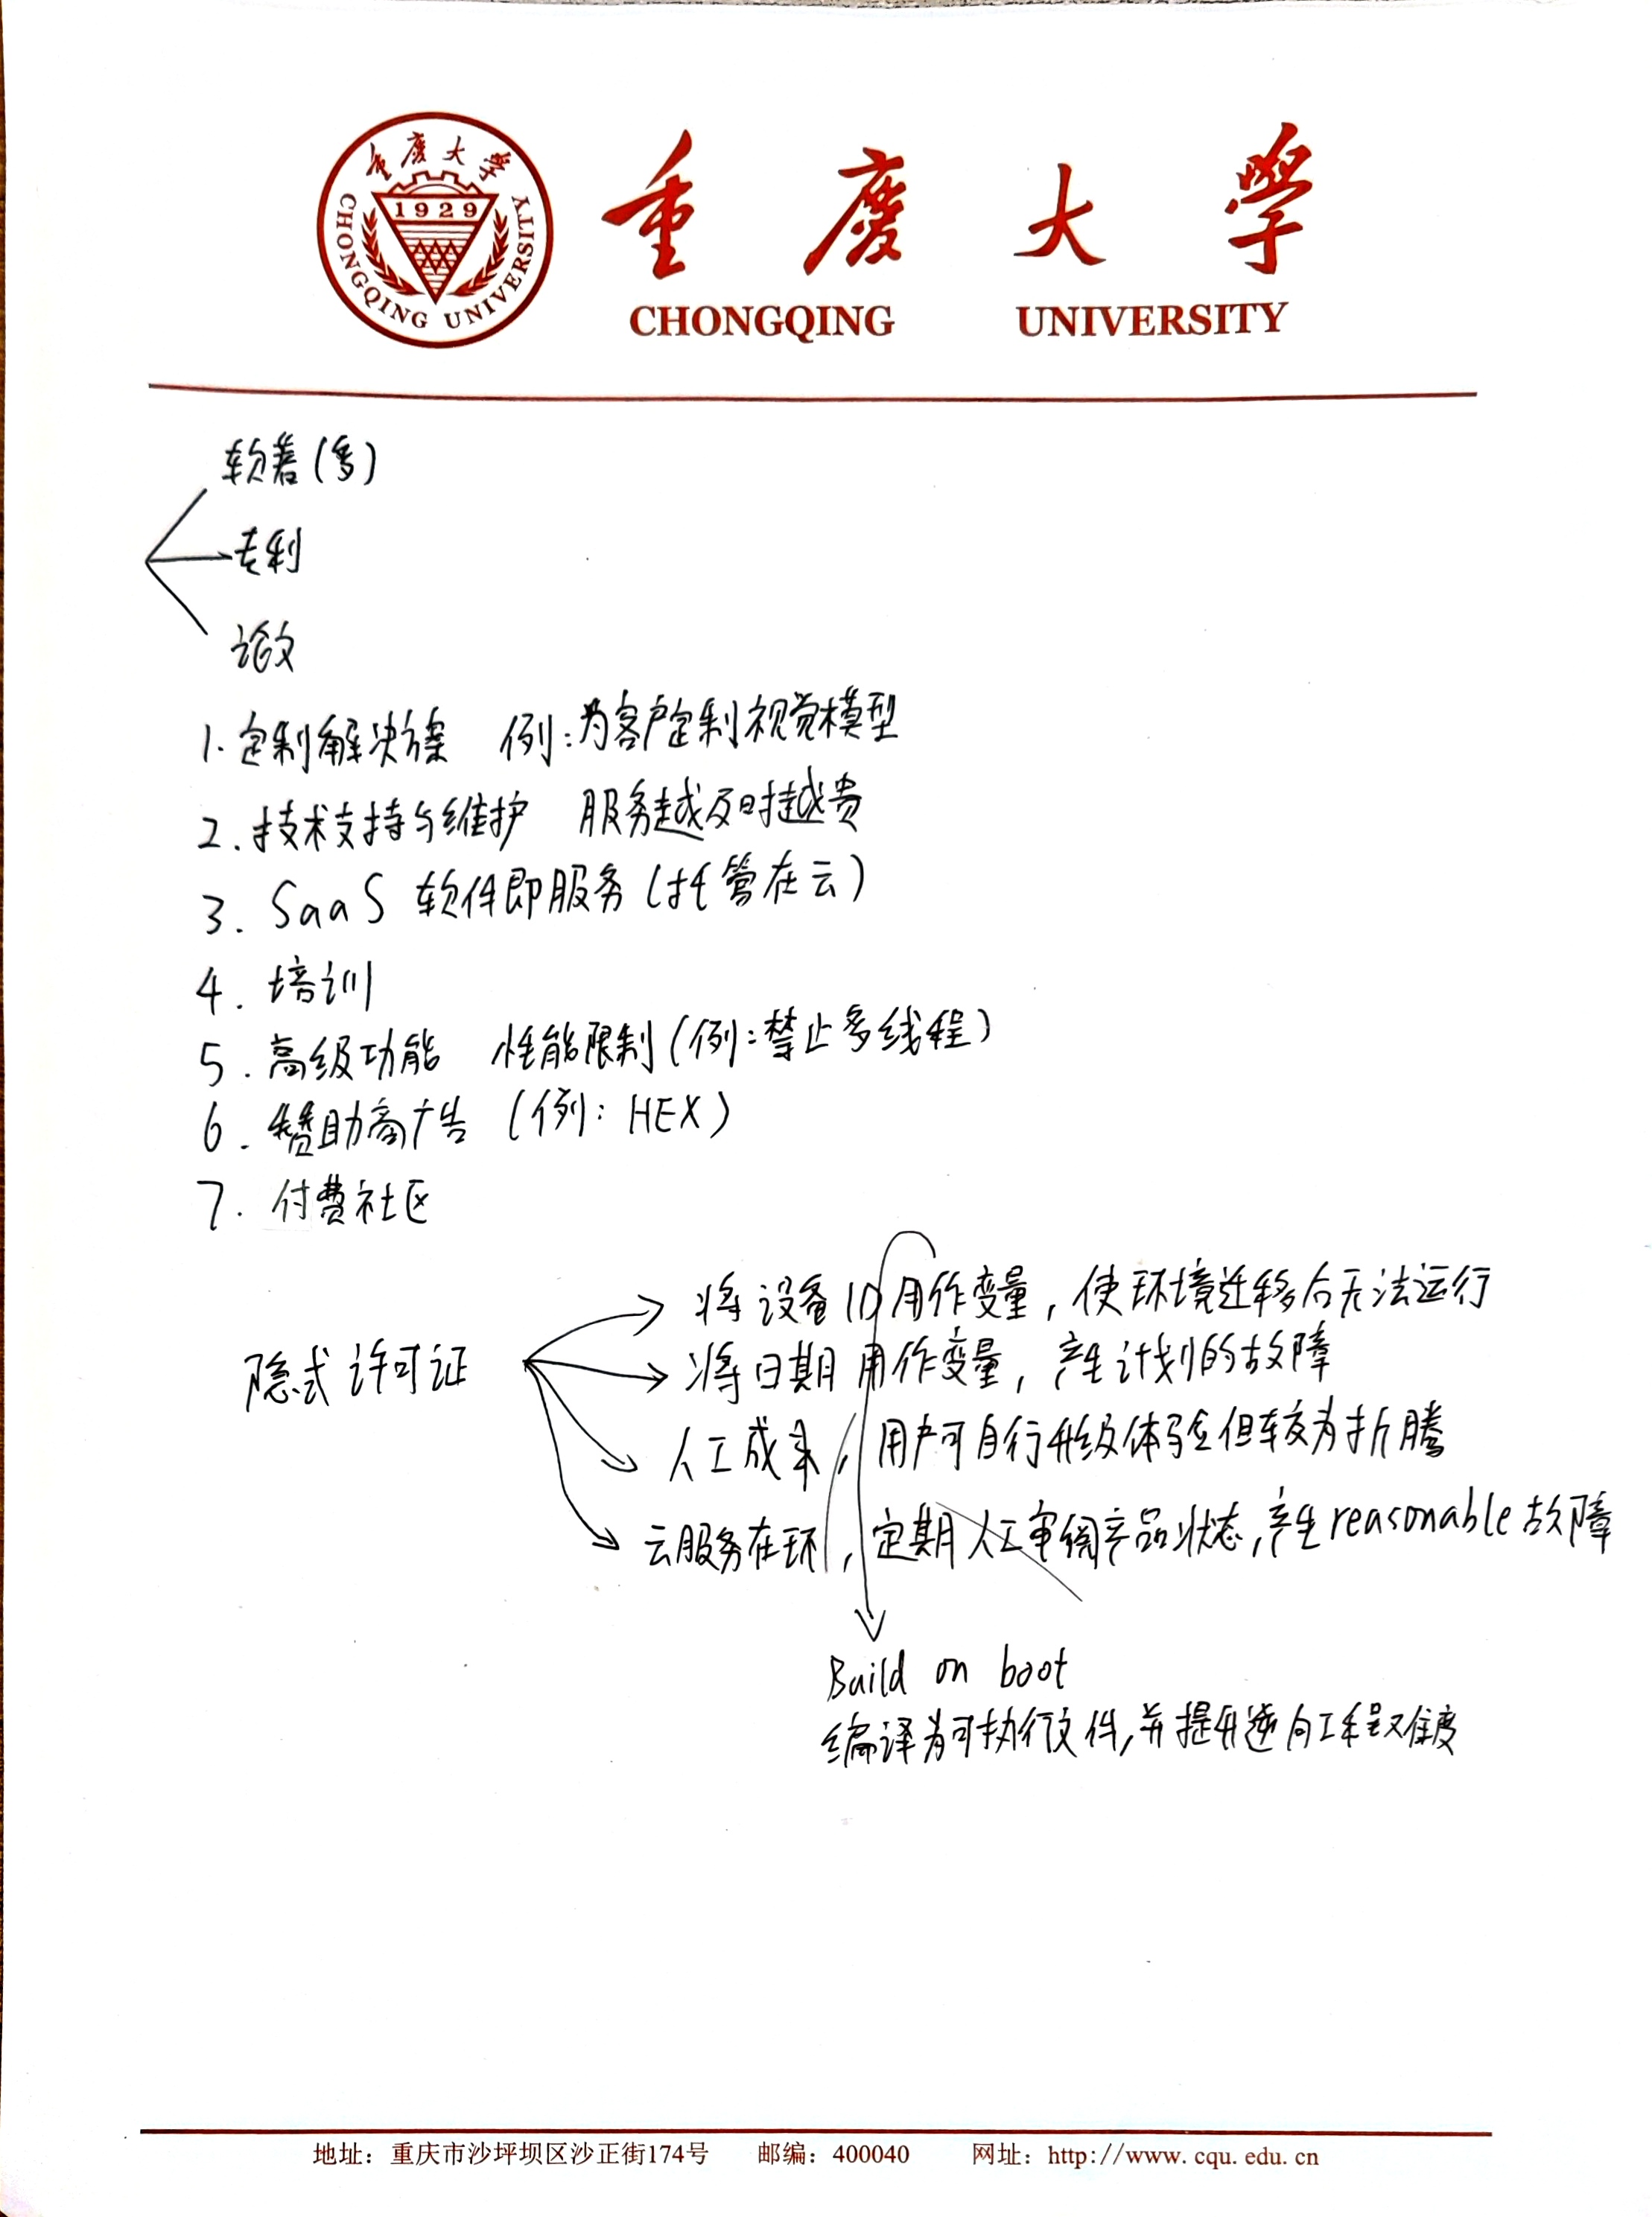 重庆大学
CHONGQING UNIVERSITY
1929
重慶大學
CHONGQING UNIVERSITY
软著(多)
专利
论文
1. 定制解决方案 例:为客户定制视觉模型
2. 技术支持与维护 服务越及时越贵
3. SaaS 软件即服务(托管在云)
4. 培训
5. 高级功能 性能限制(例:禁止多线程)
6. 赞助商广告 (例: HEX)
7. 付费社区
隐式许可证
将设备ID用作变量,使环境迁移后无法运行
将日期用作变量,产生计划的故障
人工成本,用户可自行升级体验但较为折腾
云服务在环,定期人工审阅产品状态,产生reasonable故障
Build on boot
编译为可执行文件,并提升逆向工程难度
地址：重庆市沙坪坝区沙正街174号 邮编：400040 网址：http://www.cqu.edu.cn